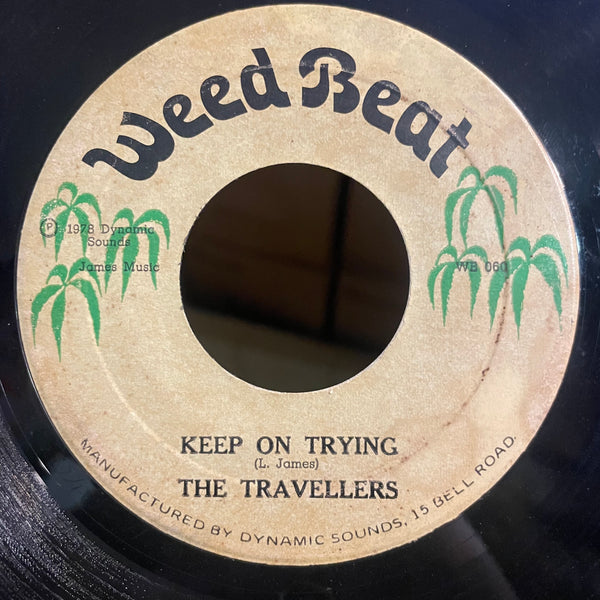 Weed Beat
Ⓟ 1978 Dynamic
Sounds
James Music
WB 060
KEEP ON TRYING
(L. James)
THE TRAVELLERS
MANUFACTURED BY DYNAMIC SOUNDS, 15 BELL ROAD.